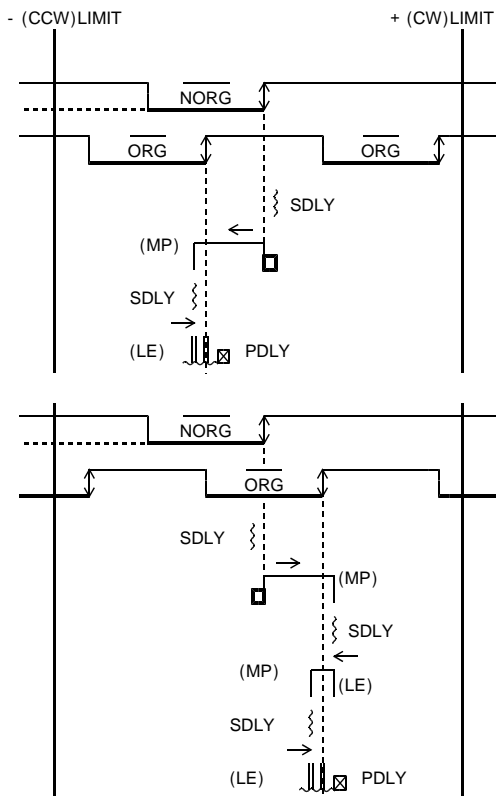 - (CCW)LIMIT + (CW)LIMIT
NORG
ORG ORG
SDLY
(MP)
SDLY
(LE) PDLY
NORG
ORG
SDLY
(MP)
SDLY
(MP)
(LE)
SDLY
(LE) PDLY